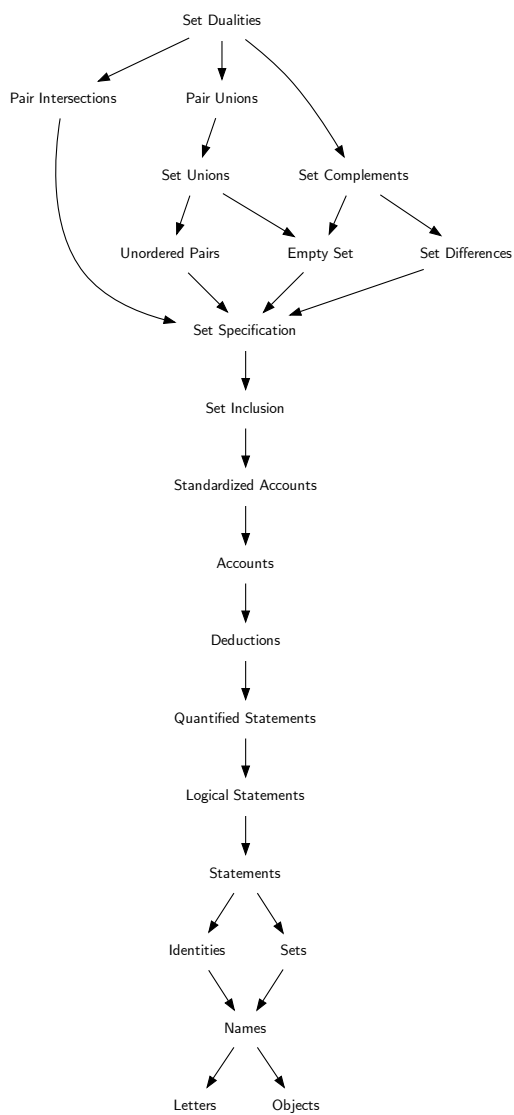 Set Dualities
Pair Intersections
Pair Unions
Set Unions
Set Complements
Unordered Pairs
Empty Set
Set Differences
Set Specification
Set Inclusion
Standardized Accounts
Accounts
Deductions
Quantified Statements
Logical Statements
Statements
Identities
Sets
Names
Letters
Objects